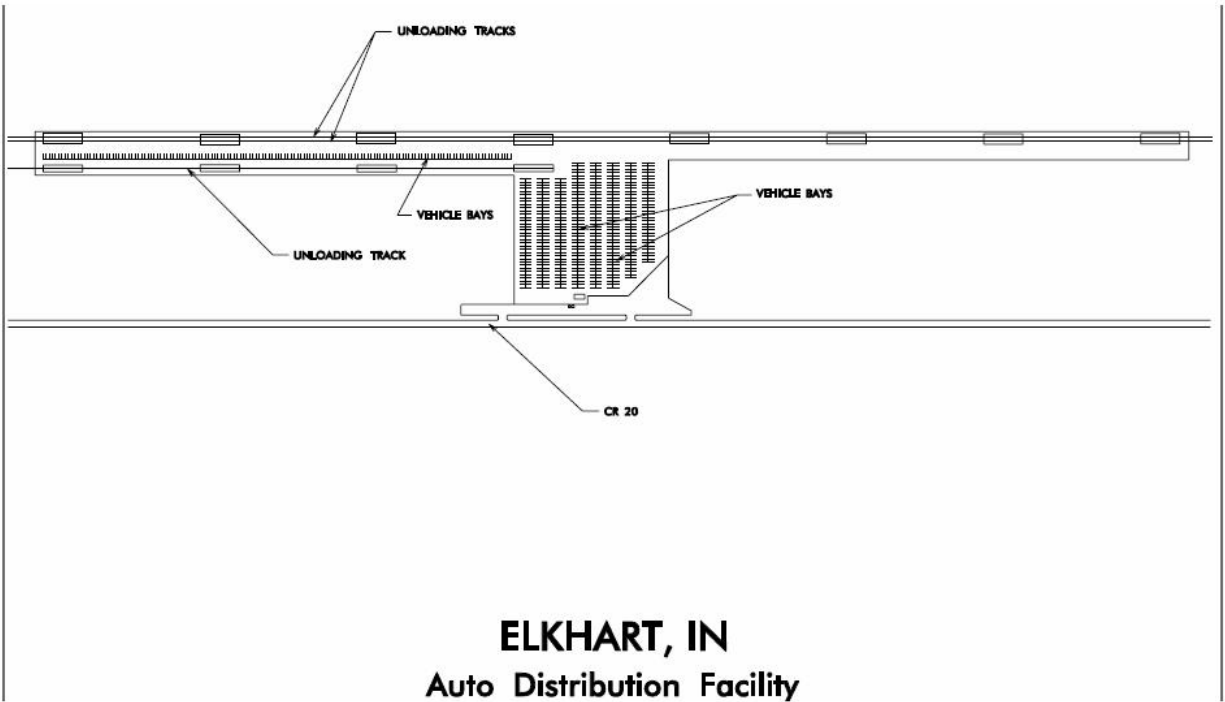 UNLOADING TRACKS
VEHICLE BAYS
VEHICLE BAYS
UNLOADING TRACK
CR 20
ELKHART, IN
Auto Distribution Facility